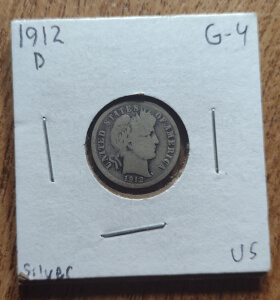 1912 G-4
D
UNITED STATES OF AMERICA
1912
Silver US